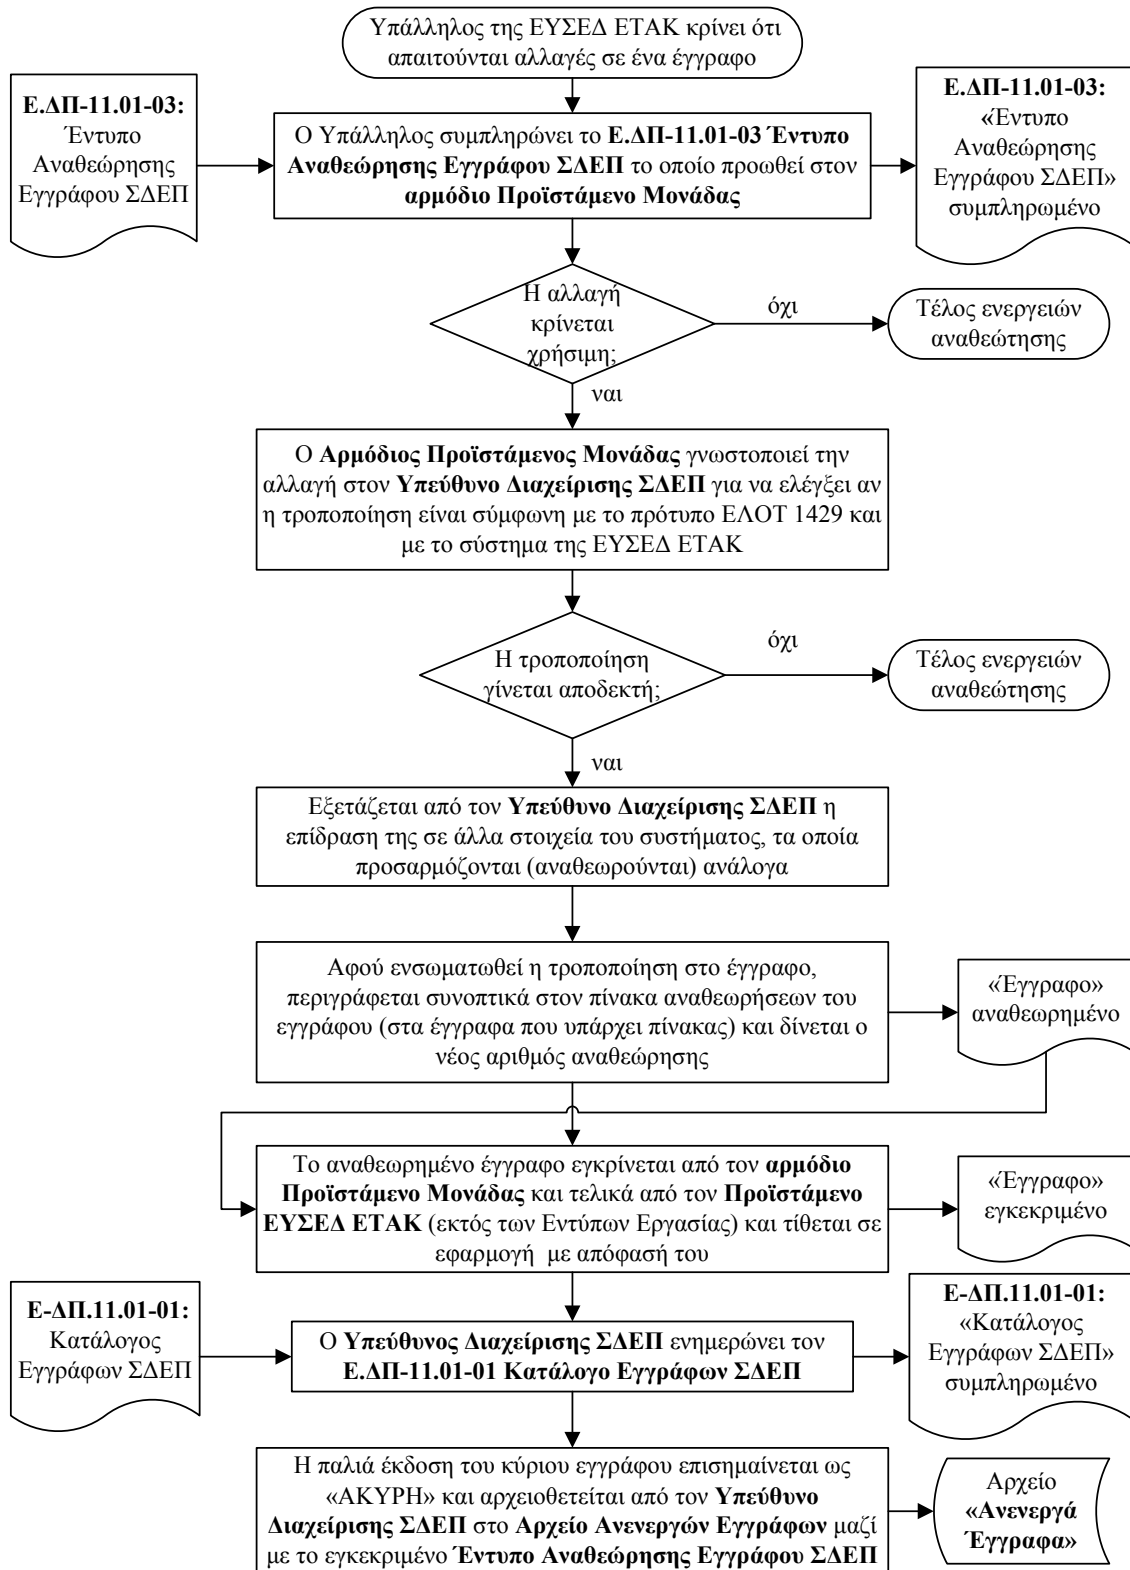 Υπάλληλος της ΕΥΣΕΔ ΕΤΑΚ κρίνει ότι
απαιτούνται αλλαγές σε ένα έγγραφο
Ε.ΔΠ-11.01-03:
Έντυπο
Αναθεώρησης
Εγγράφου ΣΔΕΠ
Ο Υπάλληλος συμπληρώνει το Ε.ΔΠ-11.01-03 Έντυπο
Αναθεώρησης Εγγράφου ΣΔΕΠ το οποίο προωθεί στον
αρμόδιο Προϊστάμενο Μονάδας
Ε.ΔΠ-11.01-03:
«Έντυπο
Αναθεώρησης
Εγγράφου ΣΔΕΠ»
συμπληρωμένο
Η αλλαγή
κρίνεται
χρήσιμη;
όχι
Τέλος ενεργειών
αναθεώτησης
ναι
Ο Αρμόδιος Προϊστάμενος Μονάδας γνωστοποιεί την
αλλαγή στον Υπεύθυνο Διαχείρισης ΣΔΕΠ για να ελέγξει αν
η τροποποίηση είναι σύμφωνη με το πρότυπο ΕΛΟΤ 1429 και
με το σύστημα της ΕΥΣΕΔ ΕΤΑΚ
Η τροποποίηση
γίνεται αποδεκτή;
όχι
Τέλος ενεργειών
αναθεώτησης
ναι
Εξετάζεται από τον Υπεύθυνο Διαχείρισης ΣΔΕΠ η
επίδραση της σε άλλα στοιχεία του συστήματος, τα οποία
προσαρμόζονται (αναθεωρούνται) ανάλογα
Αφού ενσωματωθεί η τροποποίηση στο έγγραφο,
περιγράφεται συνοπτικά στον πίνακα αναθεωρήσεων του
εγγράφου (στα έγγραφα που υπάρχει πίνακας) και δίνεται ο
νέος αριθμός αναθεώρησης
«Έγγραφο»
αναθεωρημένο
Το αναθεωρημένο έγγραφο εγκρίνεται από τον αρμόδιο
Προϊστάμενο Μονάδας και τελικά από τον Προϊστάμενο
ΕΥΣΕΔ ΕΤΑΚ (εκτός των Εντύπων Εργασίας) και τίθεται σε
εφαρμογή  με απόφασή του
«Έγγραφο»
εγκεκριμένο
Ε-ΔΠ.11.01-01:
Κατάλογος
Εγγράφων ΣΔΕΠ
Ο Υπεύθυνος Διαχείρισης ΣΔΕΠ ενημερώνει τον
Ε.ΔΠ-11.01-01 Κατάλογο Εγγράφων ΣΔΕΠ
Ε-ΔΠ.11.01-01:
«Κατάλογος
Εγγράφων ΣΔΕΠ»
συμπληρωμένο
Η παλιά έκδοση του κύριου εγγράφου επισημαίνεται ως
«ΑΚΥΡΗ» και αρχειοθετείται από τον Υπεύθυνο
Διαχείρισης ΣΔΕΠ στο Αρχείο Ανενεργών Εγγράφων μαζί
με το εγκεκριμένο Έντυπο Αναθεώρησης Εγγράφου ΣΔΕΠ
Αρχείο
«Ανενεργά
Έγγραφα»